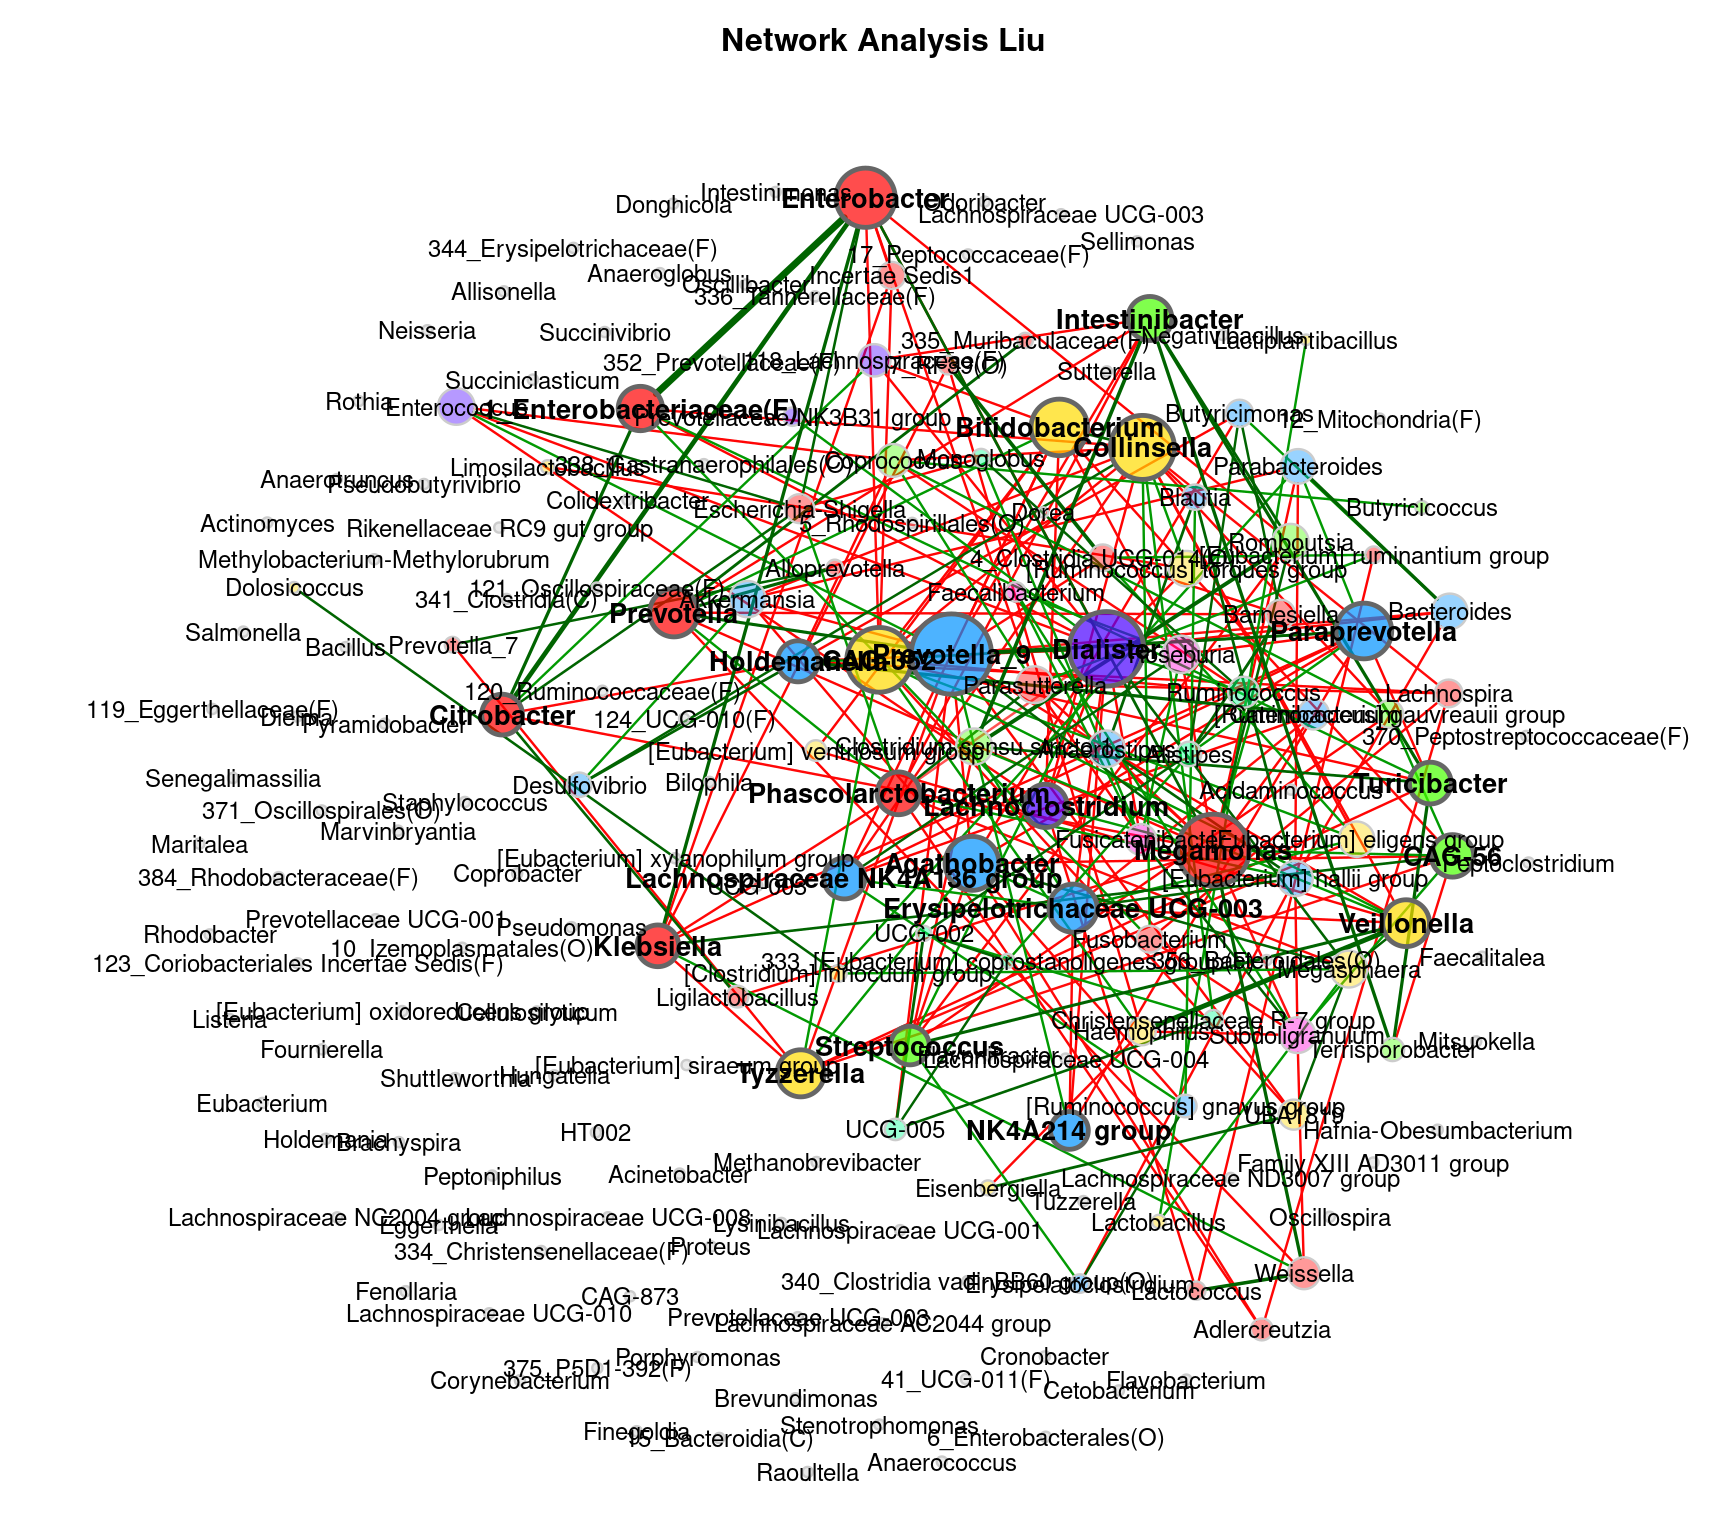 Network Analysis Liu
Intestinimonas
Enterobacter
Odoribacter
Donghicola
Lachnospiraceae UCG-003
Sellimonas
344_Erysipelotrichaceae(F)
17_Peptococcaceae(F)
Anaeroglobus
Incertae Sedis1
Oscillibacter
336_Tannerellaceae(F)
Allisonella
Intestinibacter
Neisseria
Succinivibrio
335_Muribaculaceae(F)
Negativibacillus
Lactiplantibacillus
352_Prevotellaceae(F)
118_Lachnospiraceae(F)
7_RF39(O)
Sutterella
Succiniclasticum
Rothia
Enterococcus
1_Enterobacteriaceae(F)
Prevotellaceae NK3B31 group
Butyricimonas
12_Mitochondria(F)
Bifidobacterium
Collinsella
Limosilactobacillus
338_Gastranaerophilales(O)
Coprococcus
Monoglobus
Parabacteroides
Anaerotruncus
Pseudobutyrivibrio
Colidextribacter
Blautia
Butyricicoccus
Escherichia-Shigella
Dorea
Actinomyces
Rikenellaceae RC9 gut group
5_Rhodospirillales(O)
Romboutsia
Methylobacterium-Methylorubrum
4_Clostridia UCG-014(O)
[Eubacterium] ruminantium group
Alloprevotella
[Ruminococcus] torques group
Dolosicoccus
121_Oscillospiraceae(F)
341_Clostridia(C)
Akkermansia
Faecalibacterium
Prevotella
Barnesiella
Bacteroides
Salmonella
Bacillus
Prevotella_7
Paraprevotella
Holdemanella
CAG-352
Prevotella_9
Dialister
Roseburia
Parasutterella
120_Ruminococcaceae(F)
Ruminococcus
Lachnospira
119_Eggerthellaceae(F)
Dielma
Pyramidobacter
Citrobacter
124_UCG-010(F)
Catenibacterium
[Ruminococcus] gauvreauii group
370_Peptostreptococcaceae(F)
[Eubacterium] ventriosum group
Clostridium sensu stricto 1
Anaerostipes
Alistipes
Senegalimassilia
Desulfovibrio
Bilophila
Phascolarctobacterium
Acidaminococcus
Turicibacter
371_Oscillospirales(O)
Staphylococcus
Lachnoclostridium
Marvinbryantia
Maritalea
Fusicatenibacter
[Eubacterium] eligens group
Megamonas
CAG-56
Peptoclostridium
[Eubacterium] xylanophilum group
Agathobacter
384_Rhodobacteraceae(F)
Coprobacter
Lachnospiraceae NK4A136 group
[Eubacterium] hallii group
Erysipelotrichaceae UCG-003
Prevotellaceae UCG-001
Pseudomonas
Veillonella
Rhodobacter
10_Izemoplasmatales(O)
Klebsiella
UCG-002
Fusobacterium
Faecalitalea
123_Coriobacteriales Incertae Sedis(F)
333_[Eubacterium] coprostanoligenes group(F)
Megasphaera
[Clostridium] innocuum group
Ligilactobacillus
[Eubacterium] oxidoreducens group
Cellulosilyticum
Listeria
Christensenellaceae R-7 group
Haemophilus
Subdoligranulum
Terrisporobacter
Mitsuokella
Fournierella
Streptococcus
Flavonifractor
Lachnospiraceae UCG-004
[Eubacterium] siraeum group
Tyzzerella
Shuttleworthia
Hungatella
Eubacterium
[Ruminococcus] gnavus group
UBA1819
Holdemania
Brachyspira
HT002
UCG-005
NK4A214 group
Hafnia-Obesumbacterium
Methanobrevibacter
Family XIII AD3011 group
Peptoniphilus
Acinetobacter
Lachnospiraceae ND3007 group
Eisenbergiella
Tuzzerella
Lachnospiraceae NC2004 group
Eggerthella
Lachnospiraceae UCG-008
Lysinibacillus
Lachnospiraceae UCG-001
Lactobacillus
Oscillospira
334_Christensenellaceae(F)
Proteus
Weissella
340_Clostridia vadinBB60 group(O)
Erysipelatoclostridium
Lactococcus
Fenollaria
CAG-873
Lachnospiraceae UCG-010
Prevotellaceae UCG-003
Lachnospiraceae AC2044 group
Adlercreutzia
Porphyromonas
Cronobacter
375_P5D1-392(F)
Corynebacterium
41_UCG-011(F)
Flavobacterium
Cetobacterium
Brevundimonas
Stenotrophomonas
Finegoldia
15_Bacteroidia(C)
6_Enterobacterales(O)
Raoultella
Anaerococcus